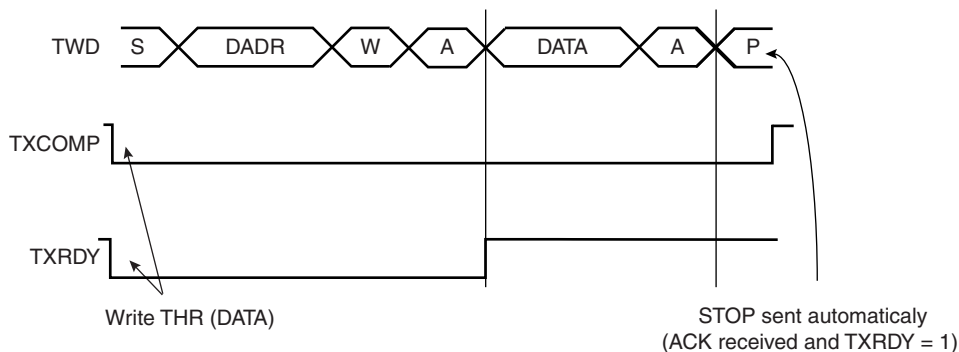 TWD S DADR W A DATA A P
TXCOMP
TXRDY
Write THR (DATA)
STOP sent automaticaly
(ACK received and TXRDY = 1)